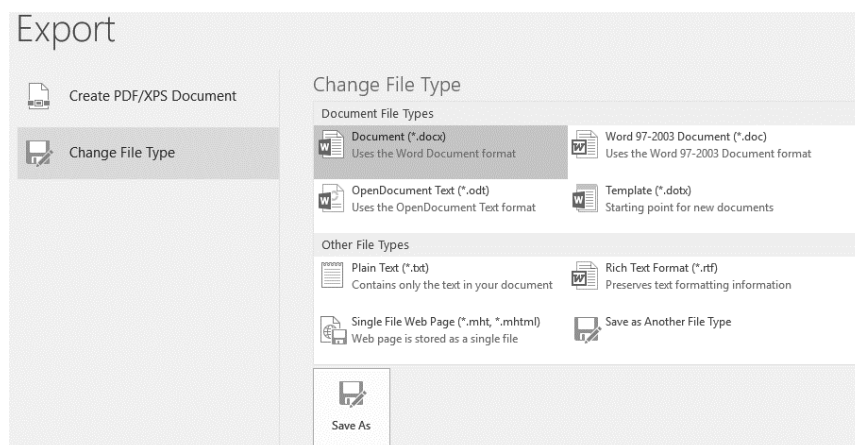 Export
Create PDF/XPS Document
Change File Type
Change File Type
Document File Types
Document (*.docx)
Uses the Word Document format
Word 97-2003 Document (*.doc)
Uses the Word 97-2003 Document format
OpenDocument Text (*.odt)
Uses the OpenDocument Text format
Template (*.dotx)
Starting point for new documents
Other File Types
Plain Text (*.txt)
Contains only the text in your document
Rich Text Format (*.rtf)
Preserves text formatting information
Single File Web Page (*.mht, *.mhtml)
Web page is stored as a single file
Save as Another File Type
Save As